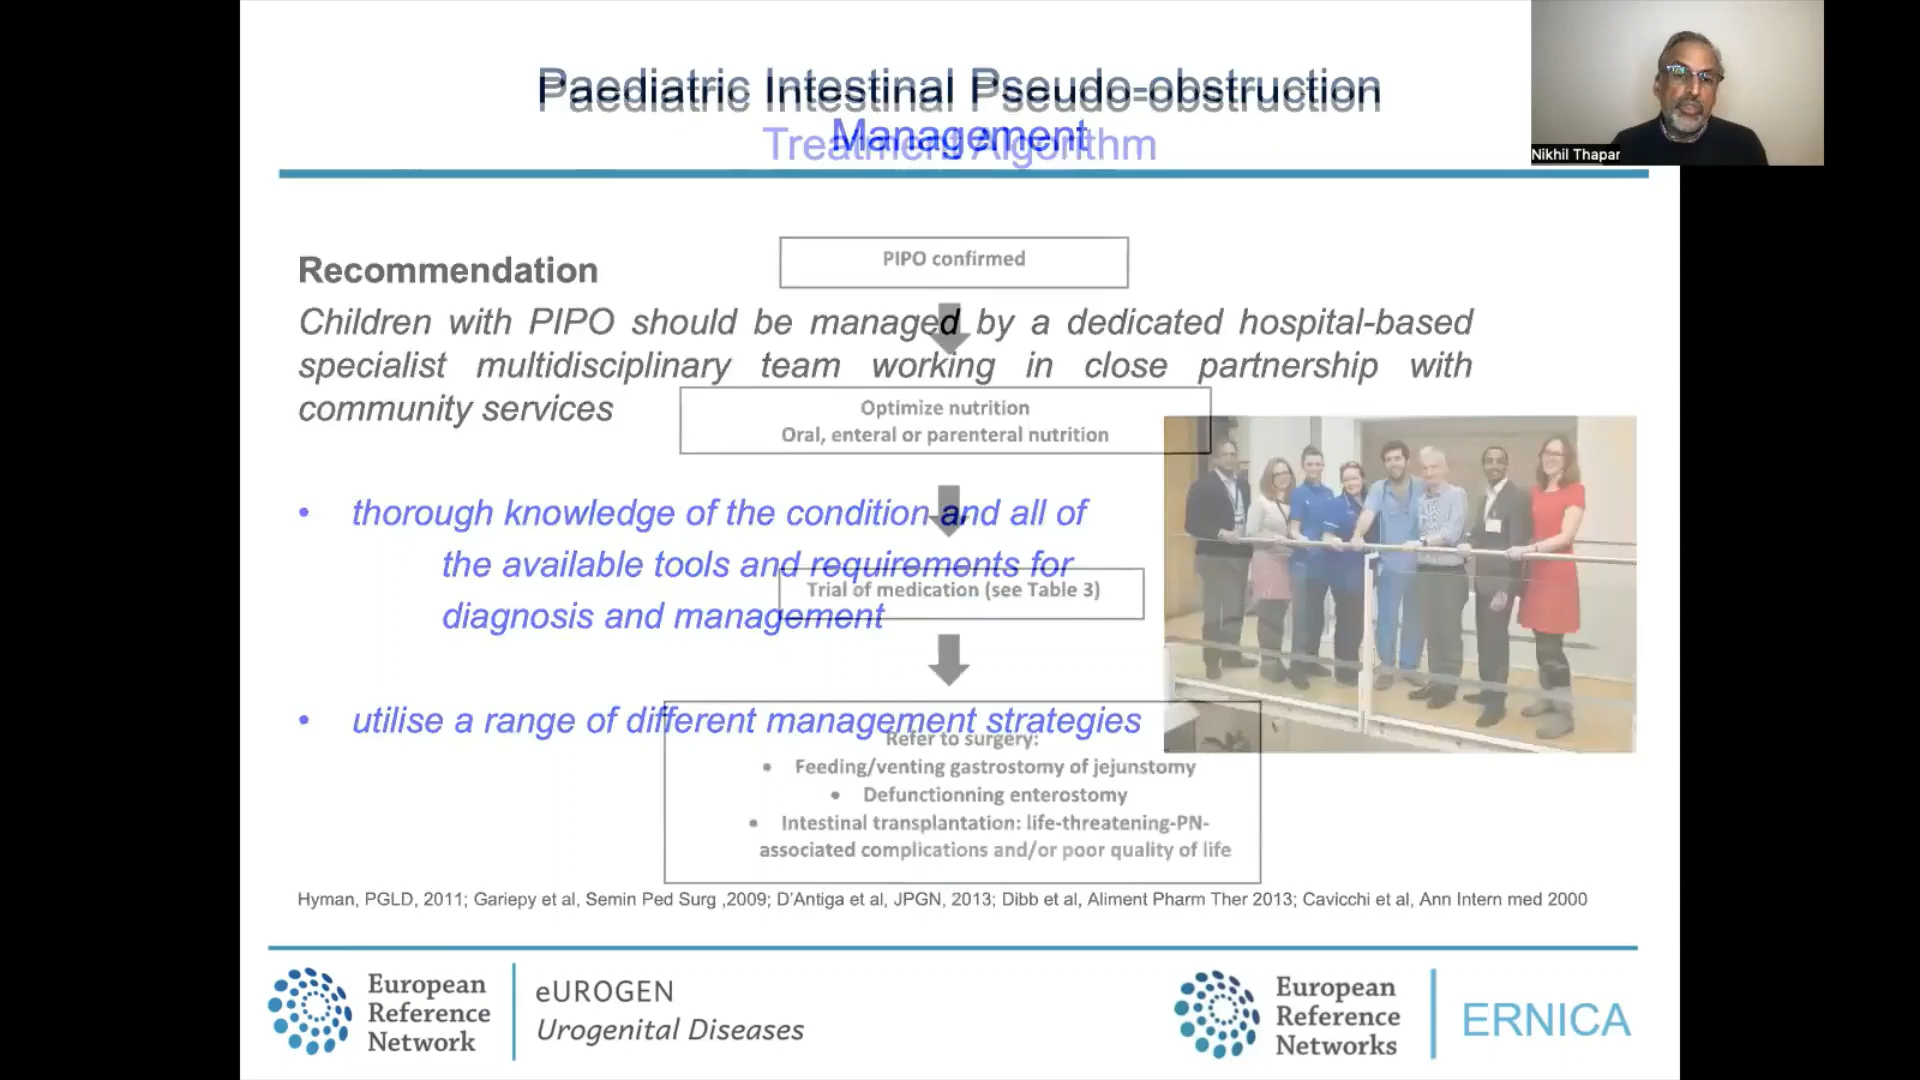 Paediatric Intestinal Pseudo-obstruction
Management
Treatment Algorithm
Nikhil Thapar
Recommendation
Children with PIPO should be managed by a dedicated hospital-based
specialist multidisciplinary team working in close partnership with
community services
• thorough knowledge of the condition and all of
the available tools and requirements for
diagnosis and management
• utilise a range of different management strategies
PIPO confirmed
Optimize nutrition
Oral, enteral or parenteral nutrition
Trial of medication (see Table 3)
Refer to surgery:
• Feeding/venting gastrostomy of jejunstomy
• Defunctionning enterostomy
• Intestinal transplantation: life-threatening-PN-
associated complications and/or poor quality of life
Hyman, PGLD, 2011; Gariepy et al, Semin Ped Surg ,2009; D'Antiga et al, JPGN, 2013; Dibb et al, Aliment Pharm Ther 2013; Cavicchi et al, Ann Intern med 2000
European
Reference
Network
eUROGEN
Urogenital Diseases
European
Reference
Networks
ERNICA